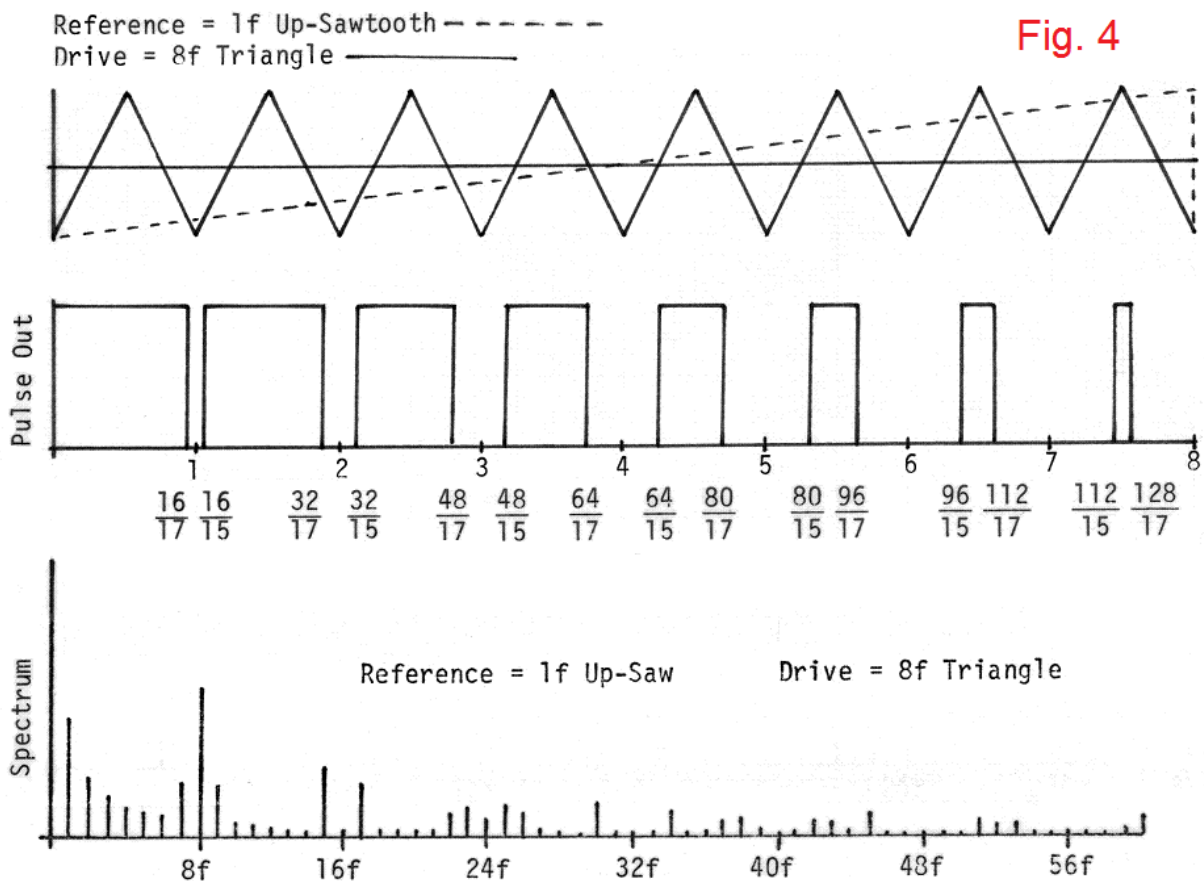 Reference = 1f Up-Sawtooth
Fig. 4
Drive = 8f Triangle
Pulse Out
1 2 3 4 5 6 7 8
16 16 32 32 48 48 64 64 80 80 96 96 112 112 128
17 15 17 15 17 15 17 15 17 15 17 15 17 15 17
Spectrum
Reference = 1f Up-Saw Drive = 8f Triangle
8f 16f 24f 32f 40f 48f 56f